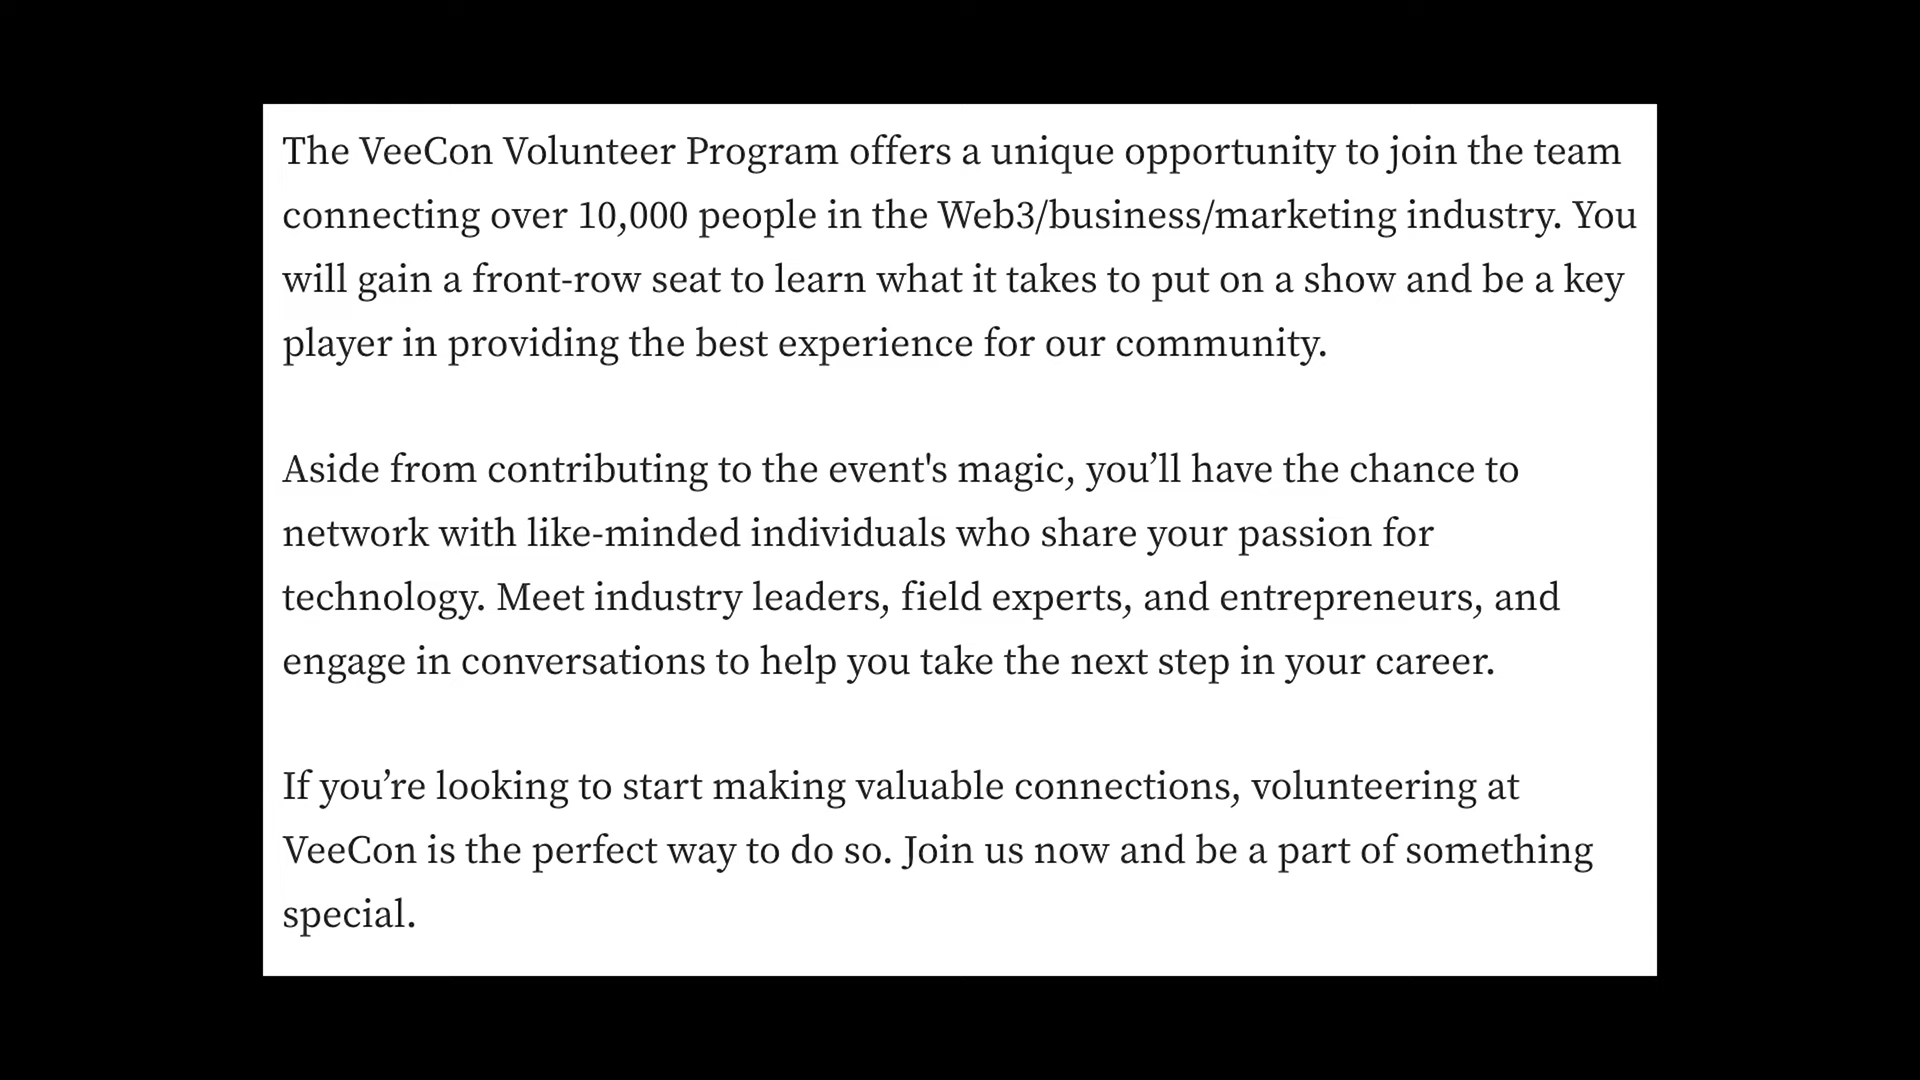 The VeeCon Volunteer Program offers a unique opportunity to join the team
connecting over 10,000 people in the Web3/business/marketing industry. You
will gain a front-row seat to learn what it takes to put on a show and be a key
player in providing the best experience for our community.
Aside from contributing to the event's magic, you’ll have the chance to
network with like-minded individuals who share your passion for
technology. Meet industry leaders, field experts, and entrepreneurs, and
engage in conversations to help you take the next step in your career.
If you’re looking to start making valuable connections, volunteering at
VeeCon is the perfect way to do so. Join us now and be a part of something
special.